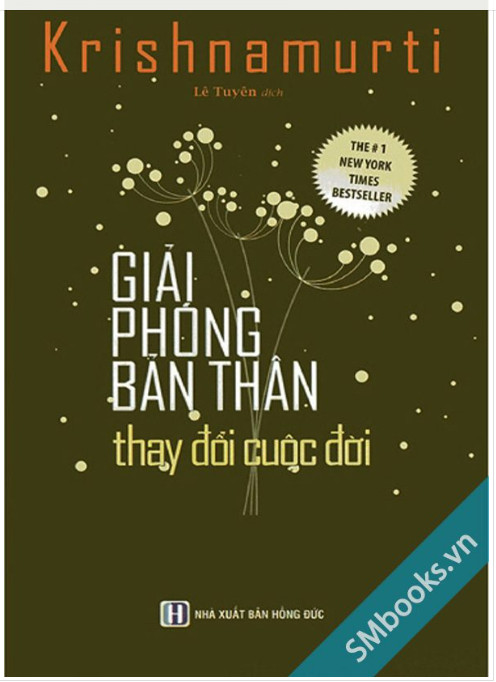 Krishnamurti
Lê Tuyên dịch
THE # 1
NEW YORK
TIMES
BESTSELLER
GIẢI
PHÓNG
BẢN THÂN
thay đổi cuộc đời
H NHÀ XUẤT BẢN HỒNG ĐỨC
SMbooks.vn